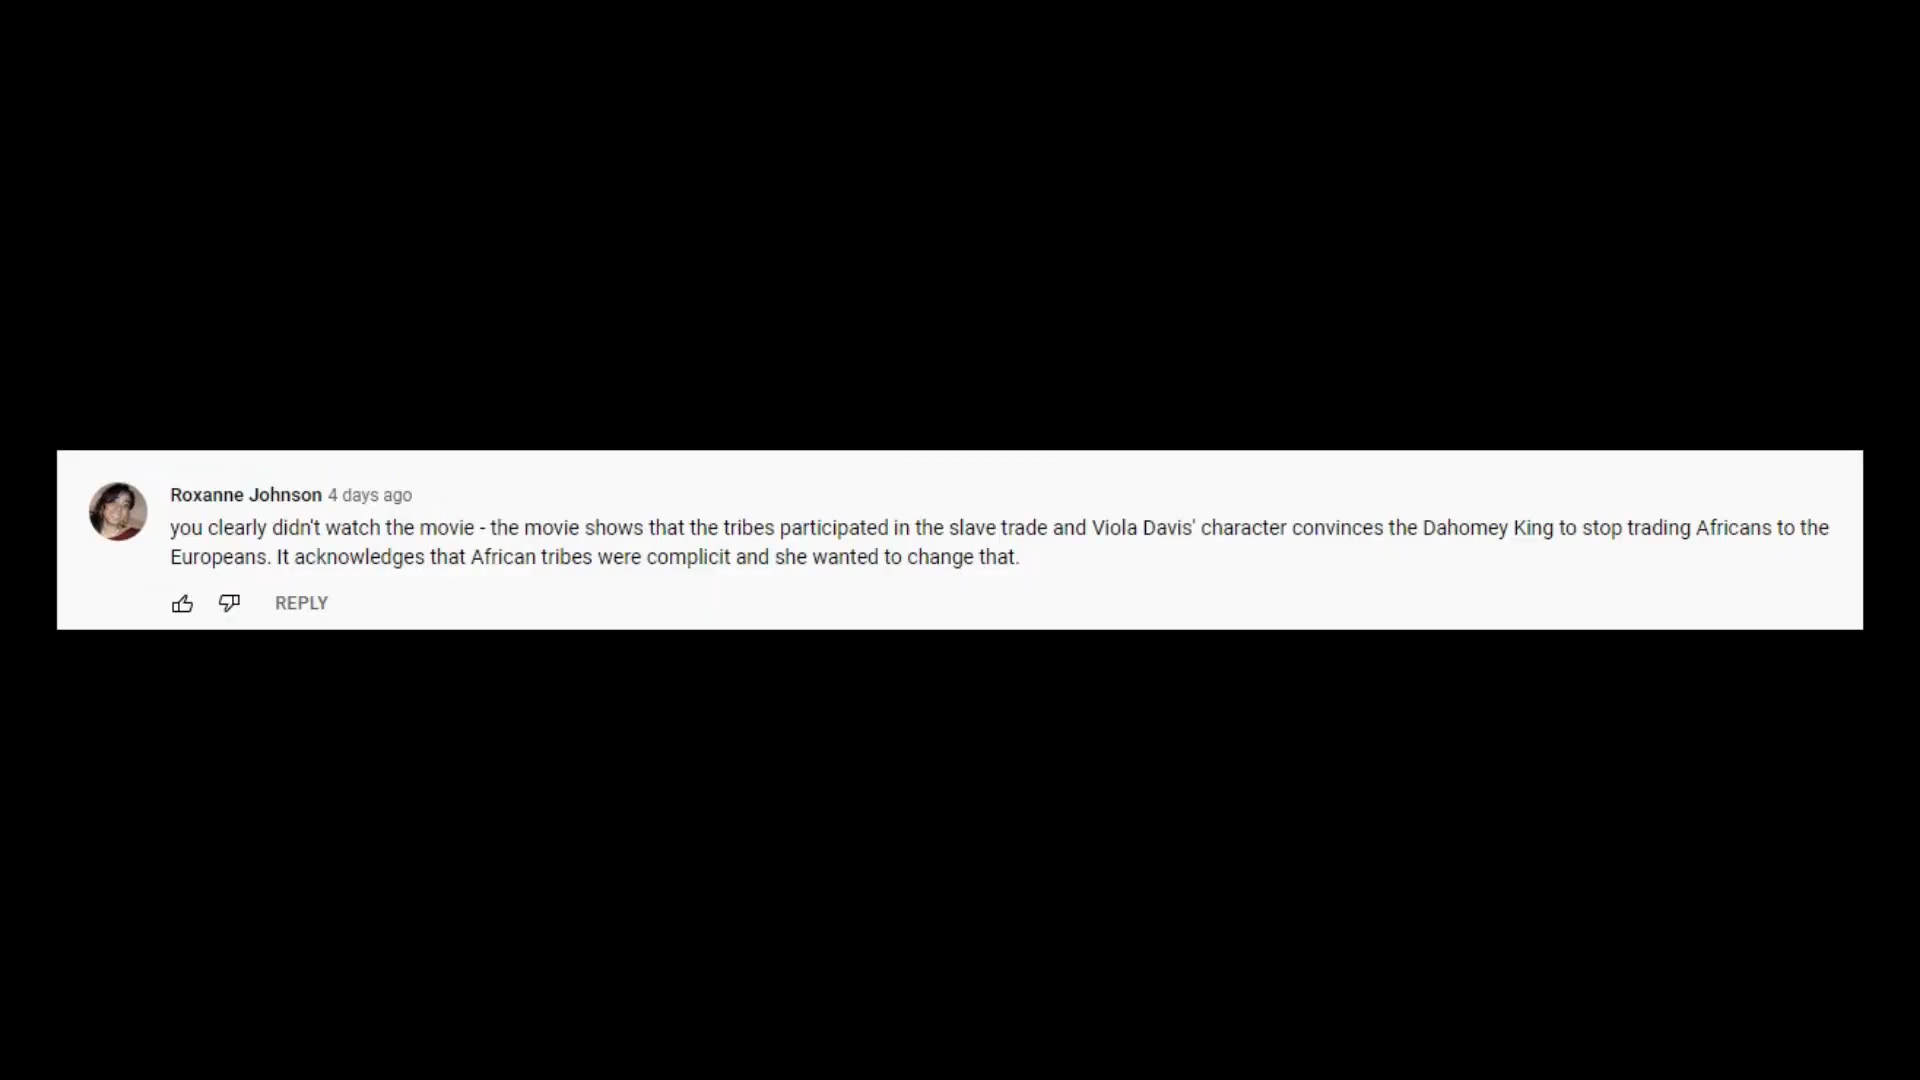 Roxanne Johnson 4 days ago
you clearly didn't watch the movie - the movie shows that the tribes participated in the slave trade and Viola Davis' character convinces the Dahomey King to stop trading Africans to the
Europeans. It acknowledges that African tribes were complicit and she wanted to change that.
REPLY